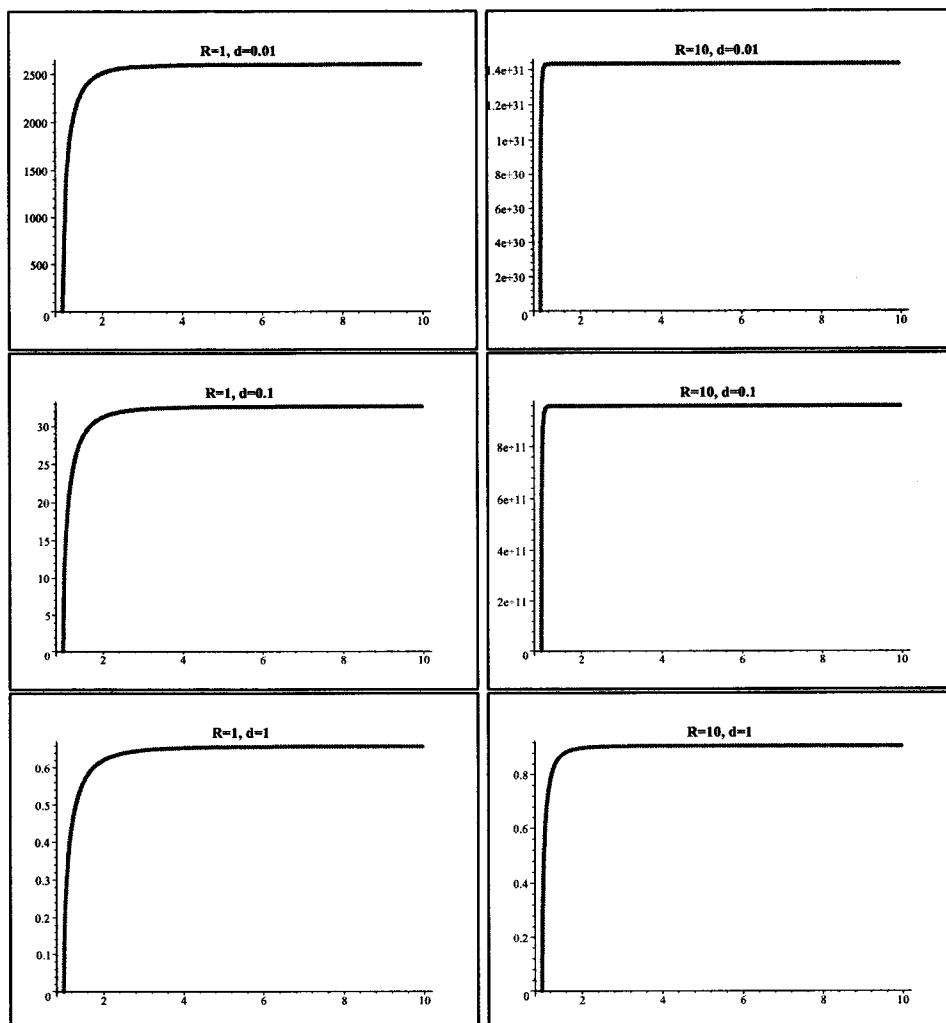 R=1, d=0.01
2500
2000
1500
1000
500
0
2 4 6 8 10
R=10, d=0.01
1.4e+31
1.2e+31
1e+31
8e+30
6e+30
4e+30
2e+30
0
2 4 6 8 10
R=1, d=0.1
30
25
20
15
10
5
0
2 4 6 8 10
R=10, d=0.1
8e+11
6e+11
4e+11
2e+11
0
2 4 6 8 10
R=1, d=1
0.6
0.5
0.4
0.3
0.2
0.1
0
2 4 6 8 10
R=10, d=1
0.8
0.6
0.4
0.2
0
2 4 6 8 10